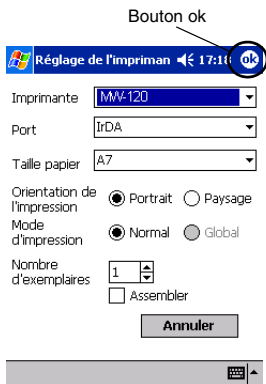 Bouton ok
Réglage de l'impriman 17:18 ok
Imprimante MW-120
Port IrDA
Taille papier A7
Orientation de l'impression Portrait Paysage
Mode d'impression Normal Global
Nombre d'exemplaires 1
Assembler
Annuler